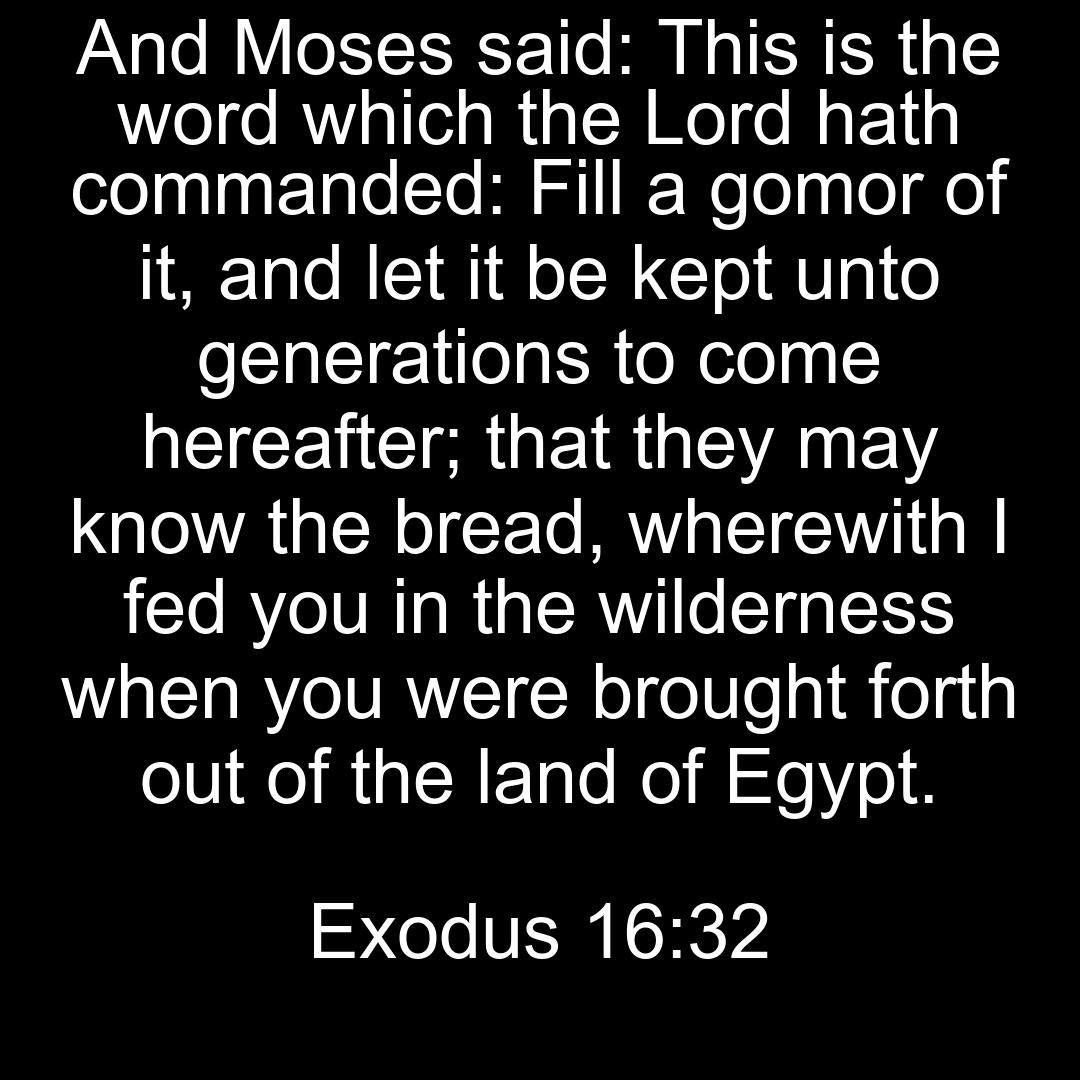 And Moses said: This is the
word which the Lord hath
commanded: Fill a gomor of
it, and let it be kept unto
generations to come
hereafter; that they may
know the bread, wherewith I
fed you in the wilderness
when you were brought forth
out of the land of Egypt.
Exodus 16:32